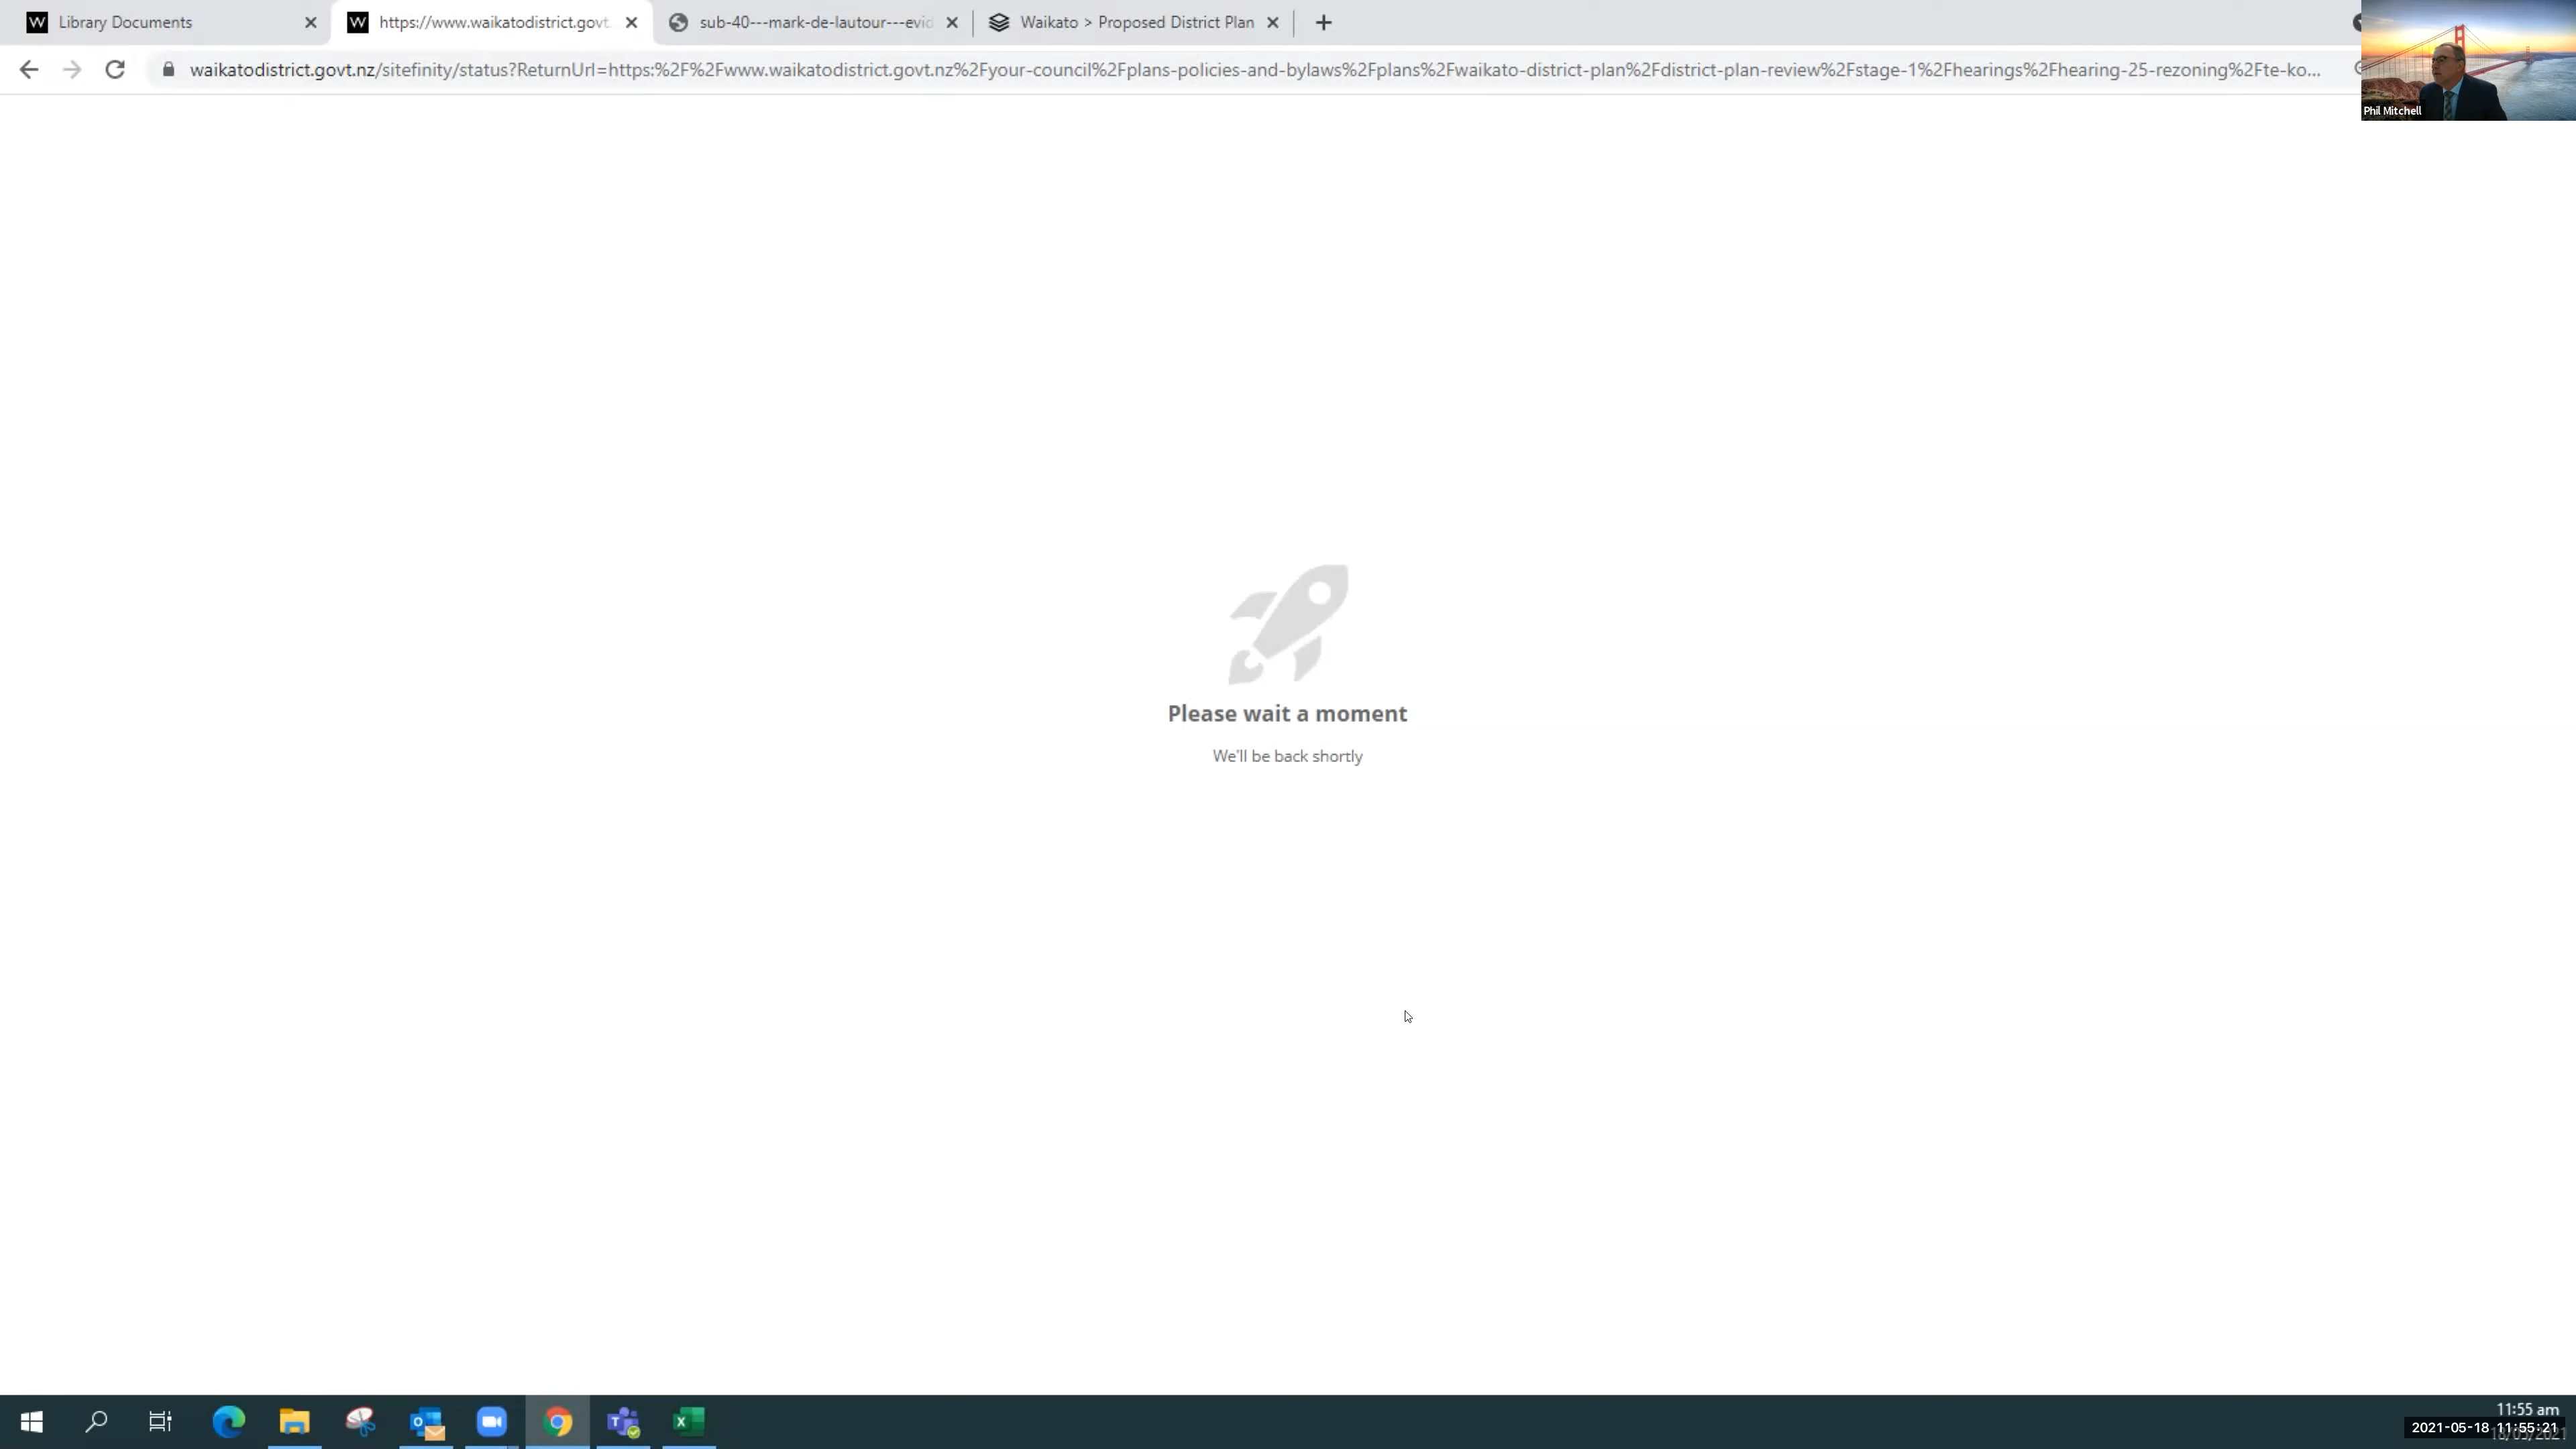 Library Documents
https://www.waikatodistrict.govt.
sub-40---mark-de-lautour---evid
Waikato > Proposed District Plan
waikatodistrict.govt.nz/sitefinity/status?ReturnUrl=https:%2F%2Fwww.waikatodistrict.govt.nz%2Fyour-council%2Fplans-policies-and-bylaws%2Fplans%2Fwaikato-district-plan%2Fdistrict-plan-review%2Fstage-1%2Fhearings%2Fhearing-25-rezoning%2Fte-ko...
Phil Mitchell
Please wait a moment
We'll be back shortly
11:55 am
2021-05-18 11:55:21